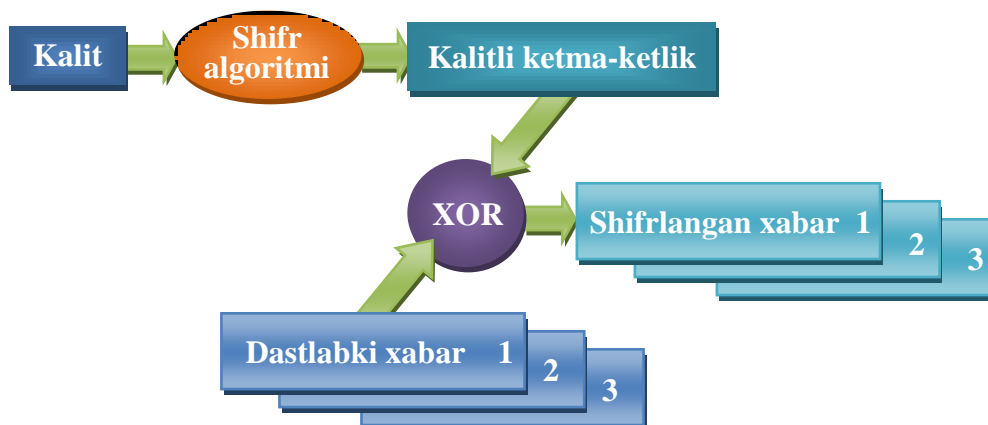 Kalit
Shifr
algoritmi
Kalitli ketma-ketlik
XOR
Shifrlangan xabar 1
2
3
Dastlabki xabar 1
2
3